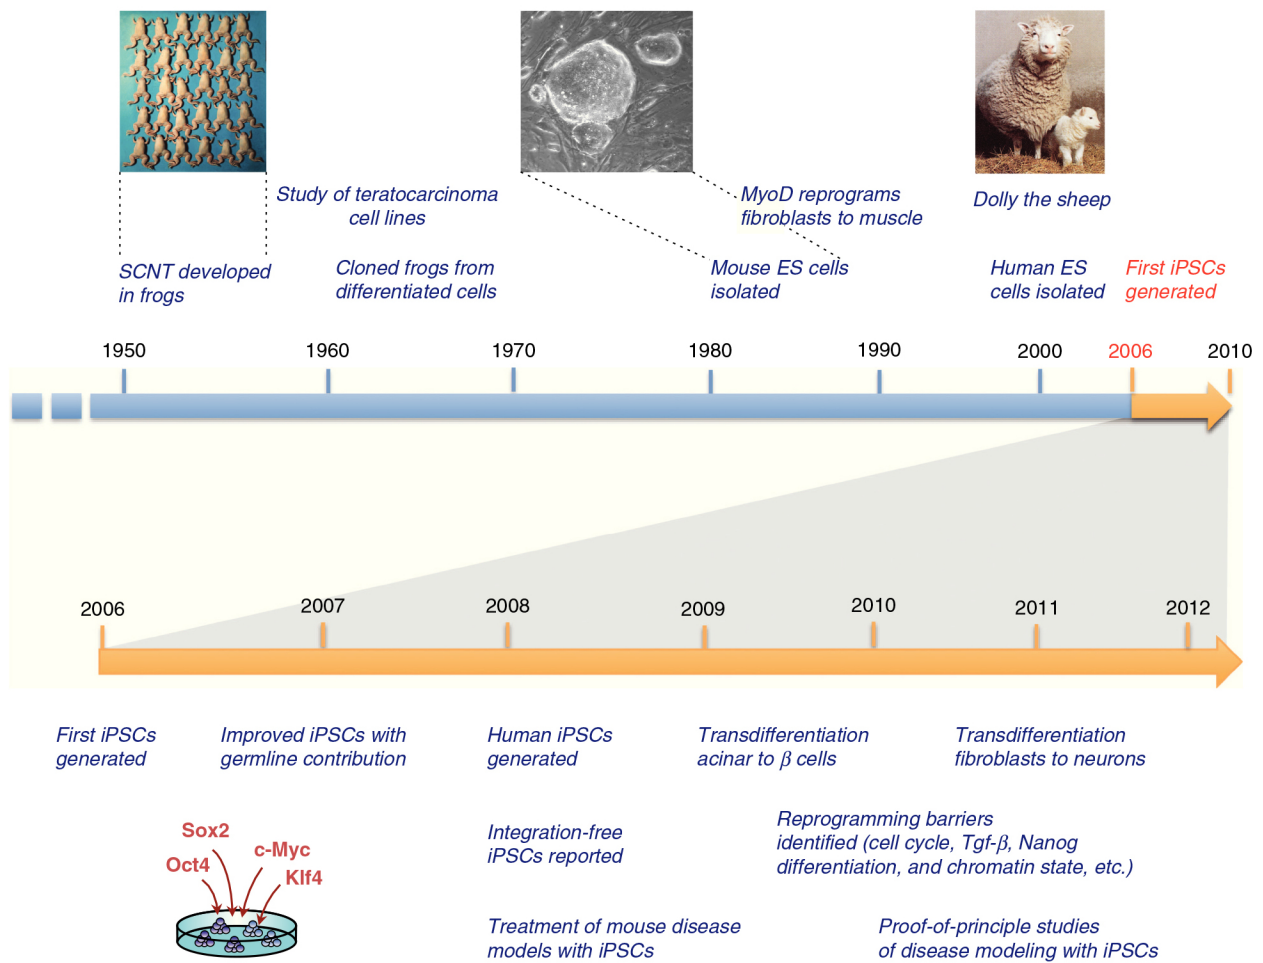 Study of teratocarcinoma
cell lines
MyoD reprograms
fibroblasts to muscle
Dolly the sheep
SCNT developed
in frogs
Cloned frogs from
differentiated cells
Mouse ES cells
isolated
Human ES
cells isolated
First iPSCs
generated
1950
1960
1970
1980
1990
2000
2006
2010
2006
2007
2008
2009
2010
2011
2012
First iPSCs
generated
Improved iPSCs with
germline contribution
Human iPSCs
generated
Transdifferentiation
acinar to β cells
Transdifferentiation
fibroblasts to neurons
Sox2
Oct4
c-Myc
Klf4
Integration-free
iPSCs reported
Reprogramming barriers
identified (cell cycle, Tgf-β, Nanog
differentiation, and chromatin state, etc.)
Treatment of mouse disease
models with iPSCs
Proof-of-principle studies
of disease modeling with iPSCs